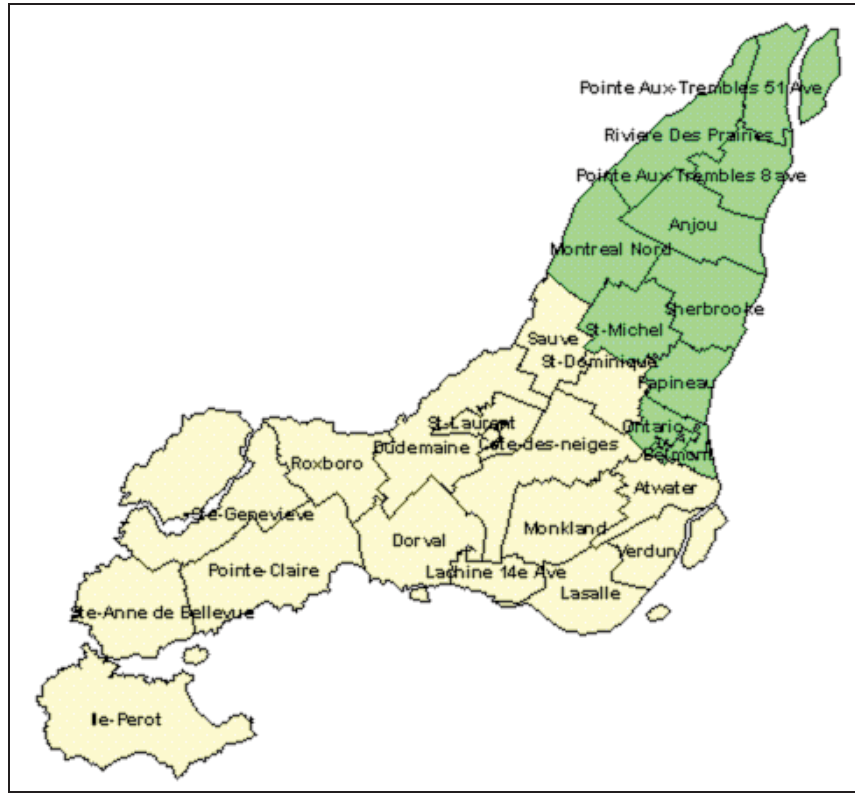 Pointe Aux-Trembles 51 Ave
Riviere Des Prairies
Pointe Aux-Trembles 8 ave
Anjou
Montreal Nord
Sherbrooke
St-Michel
Sauve
St-Dominique
Papineau
St-Laurent
Ontario
Dudemaine
Cote-des-neiges
Belmont
Roxboro
Atwater
Ste-Genevieve
Monkland
Dorval
Verdun
Pointe-Claire
Lachine 14e Ave
Lasalle
Ste-Anne de Bellevue
Ile-Perot